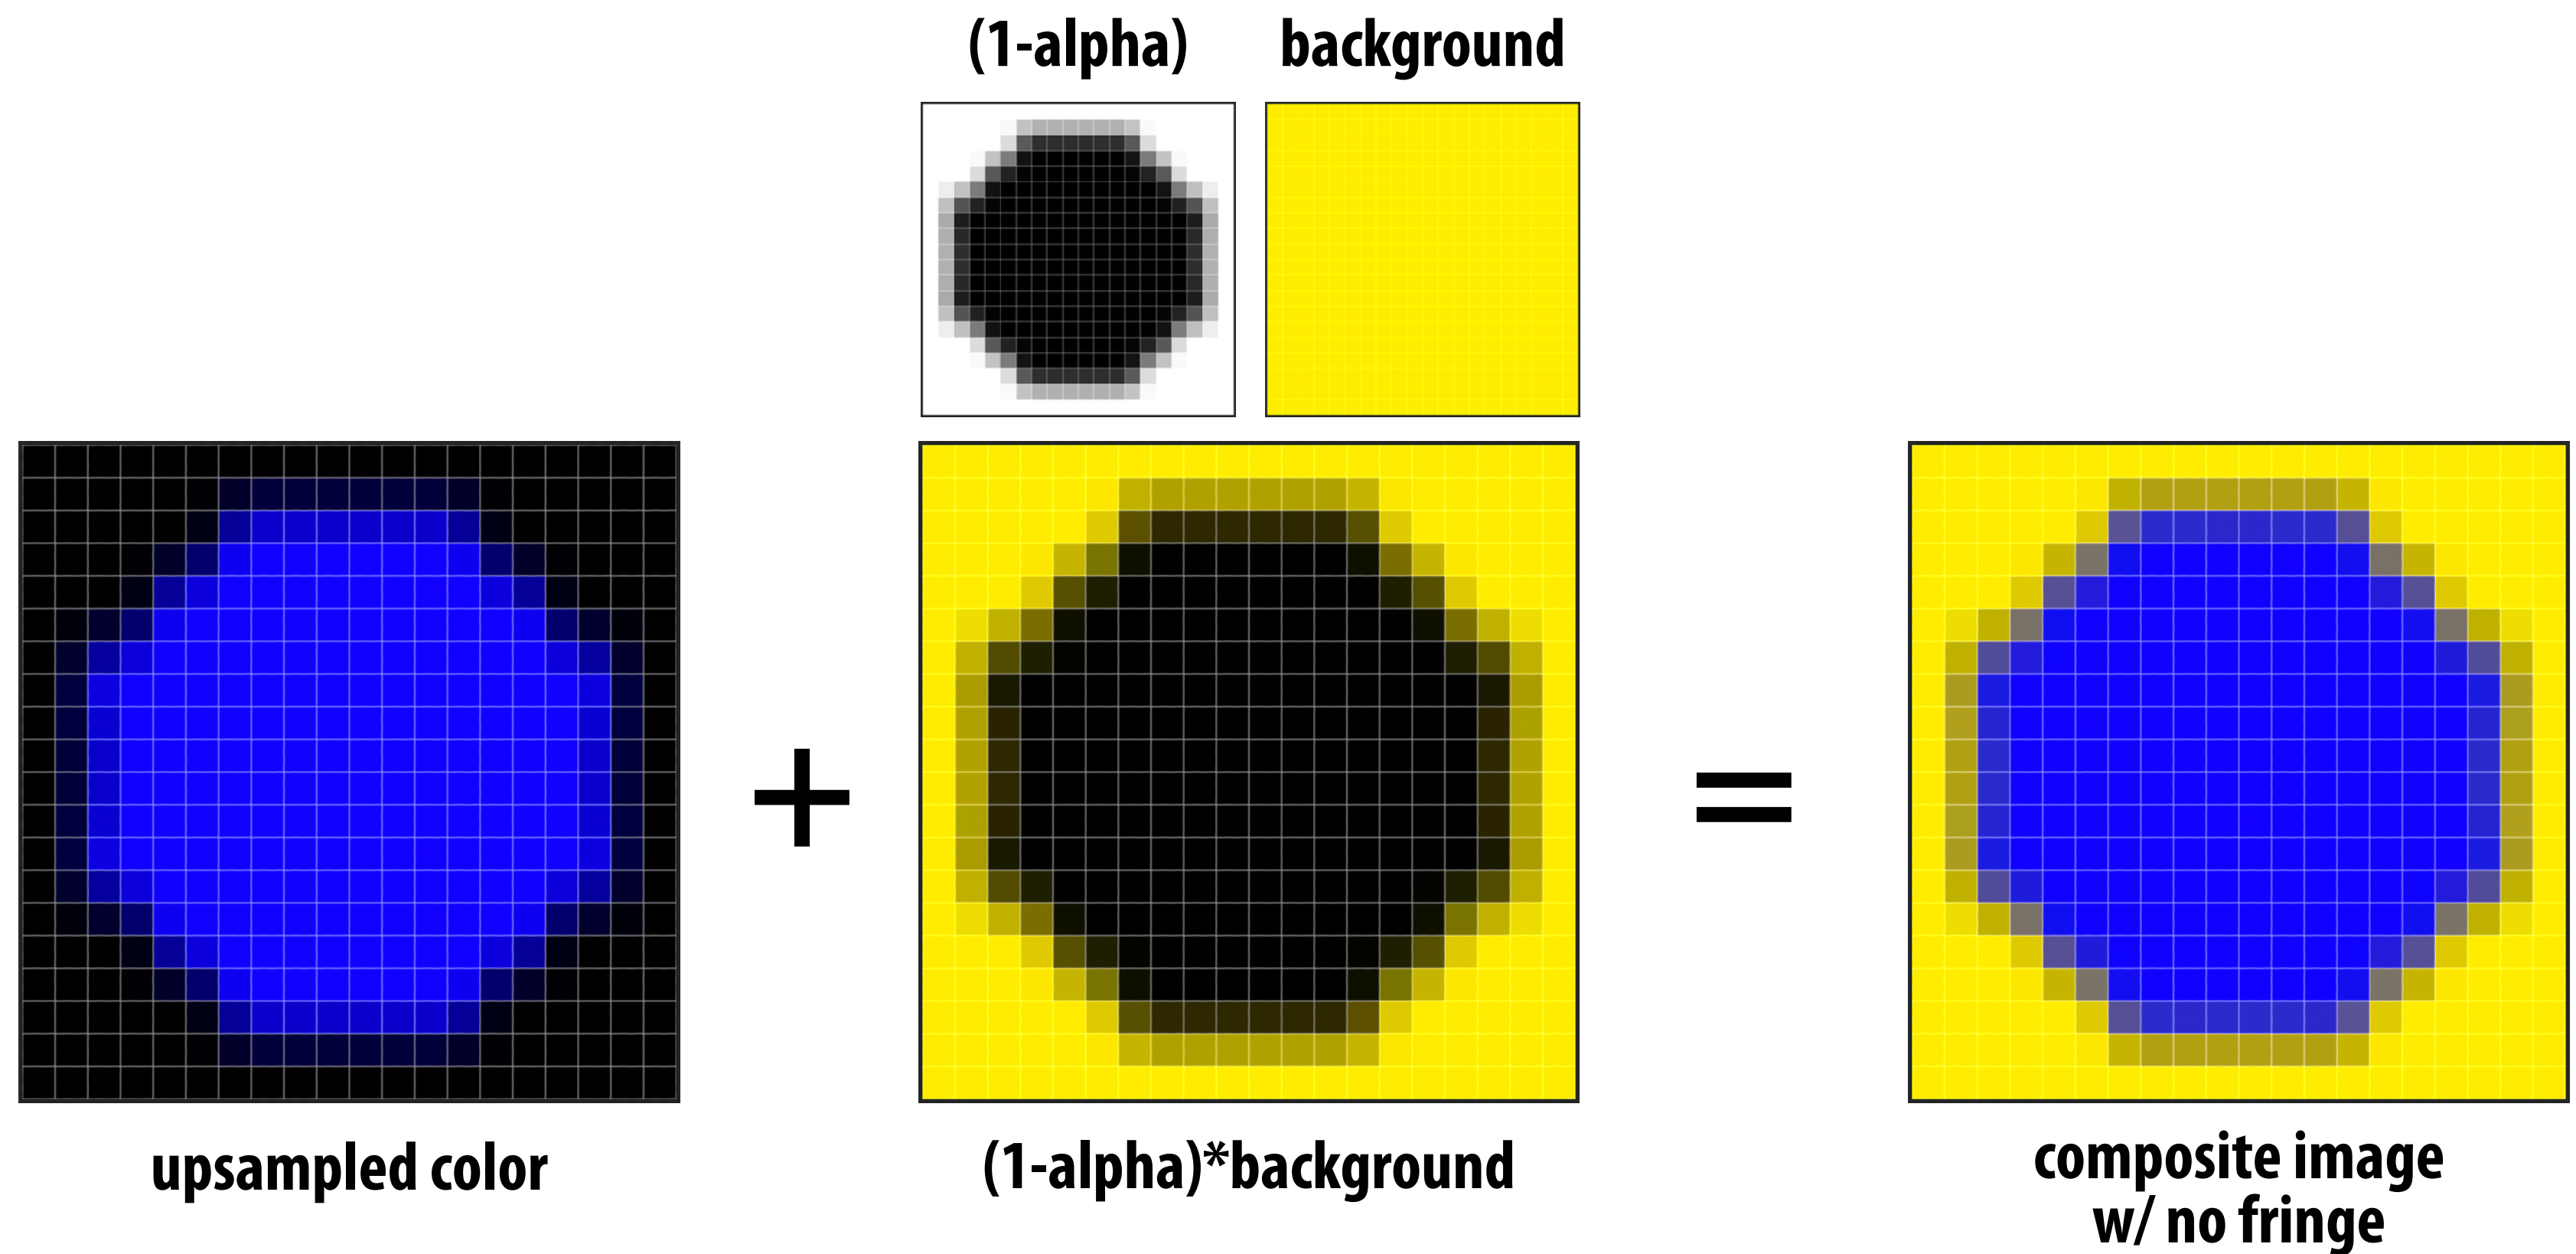 (1-alpha) background
+
=
upsampled color
(1-alpha)*background
composite image
w/ no fringe